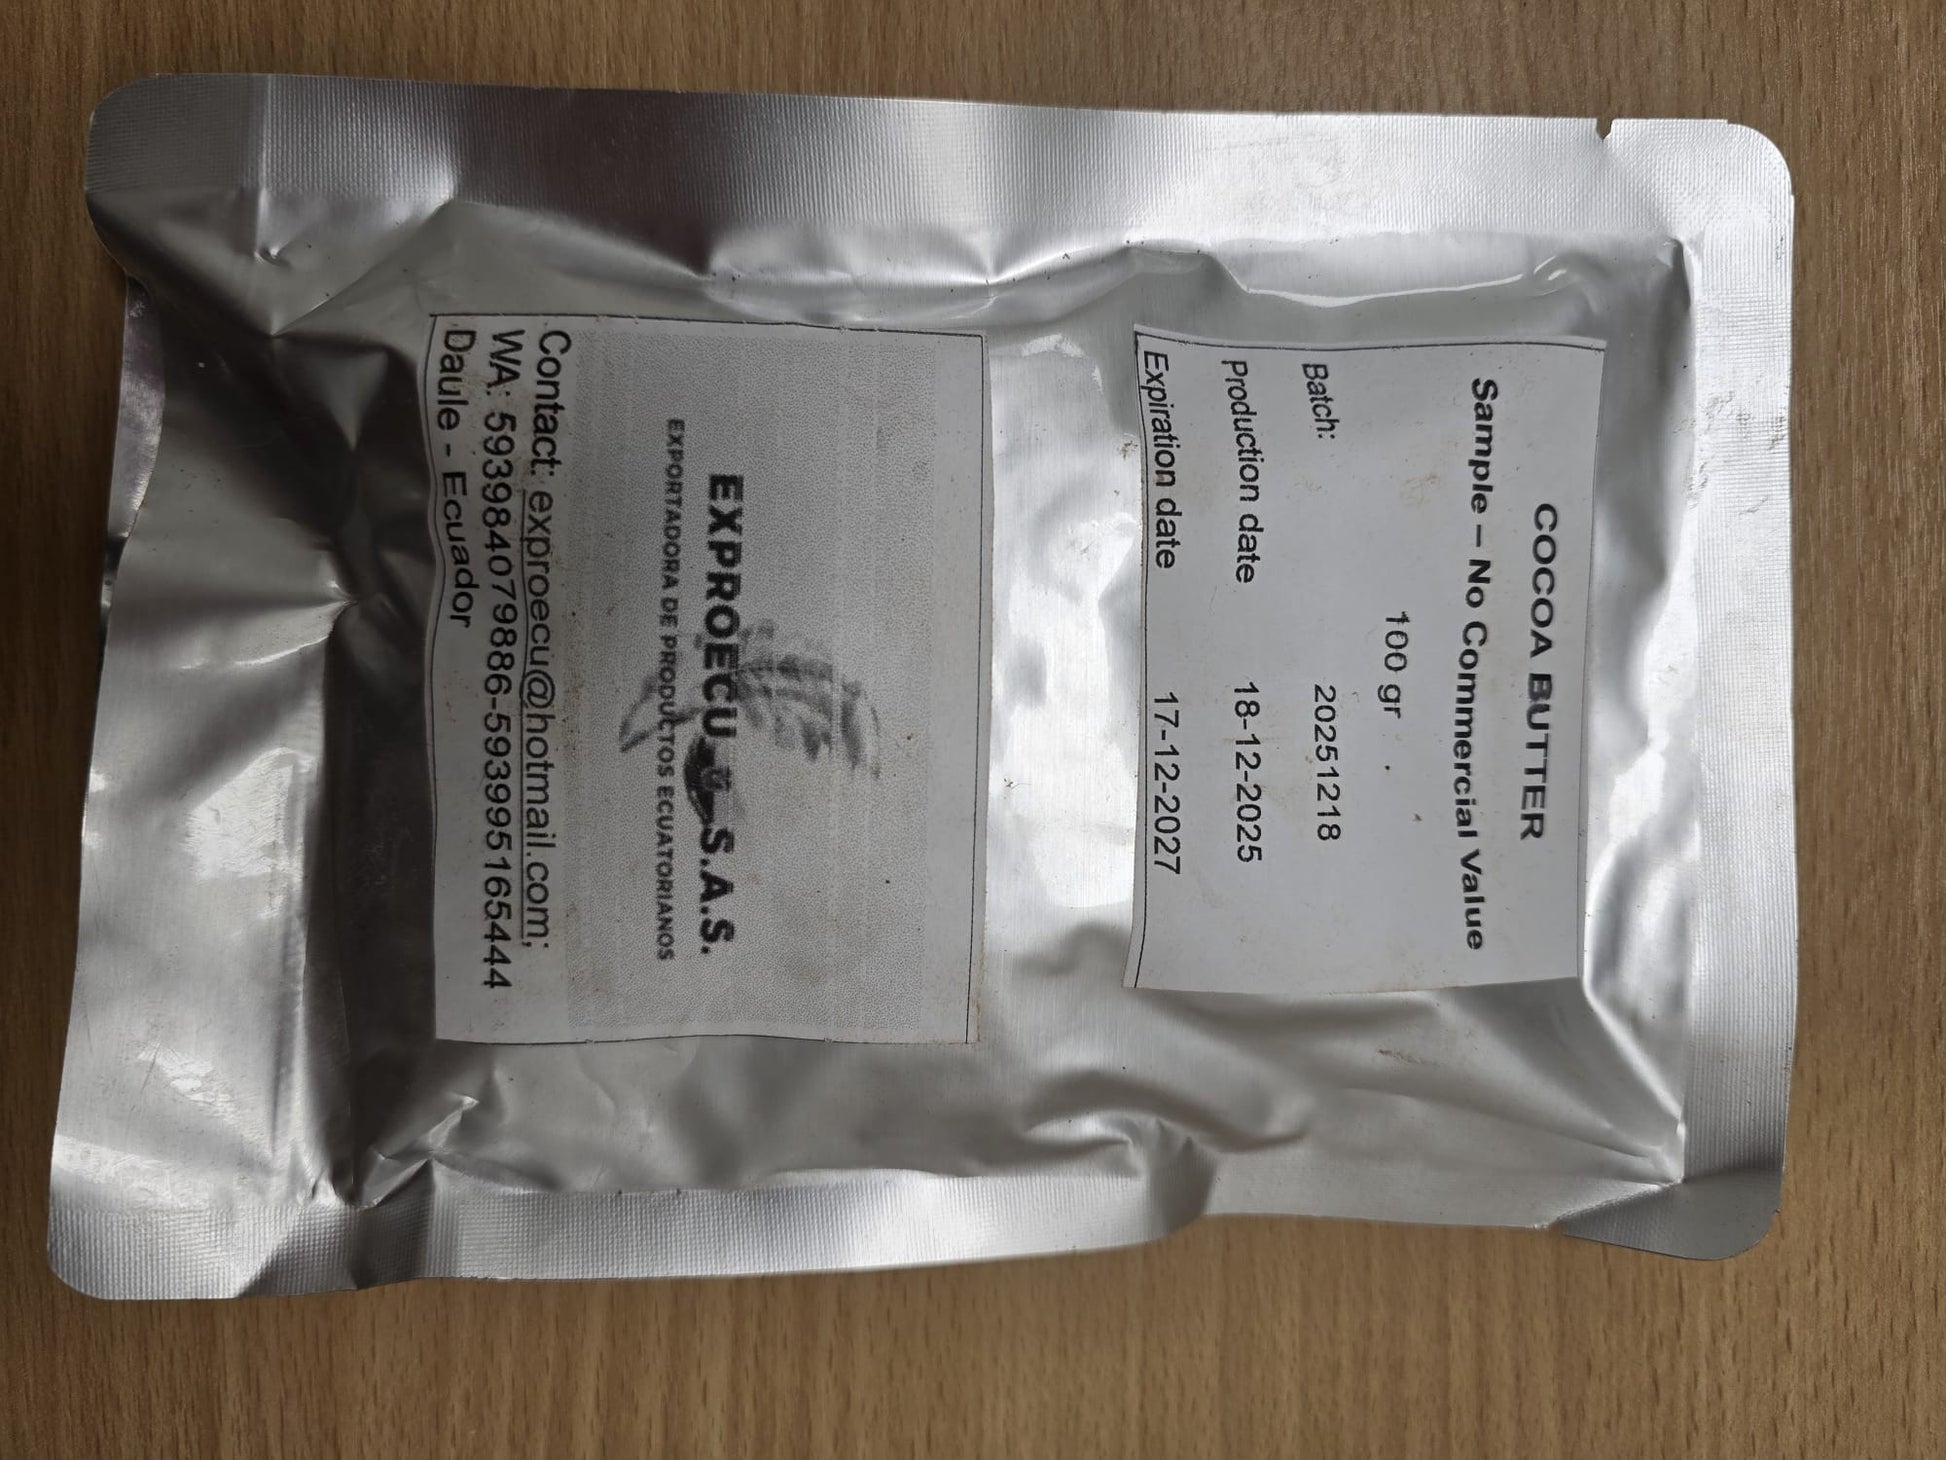 COCOA BUTTER
Sample – No Commercial Value
100 gr
Batch: 20251218
Production date 18-12-2025
Expiration date 17-12-2027
EXPROECU S.A.S.
EXPORTADORA DE PRODUCTOS ECUATORIANOS
Contact: exproecu@hotmail.com;
WA: 593984079886-593995165444
Daule - Ecuador